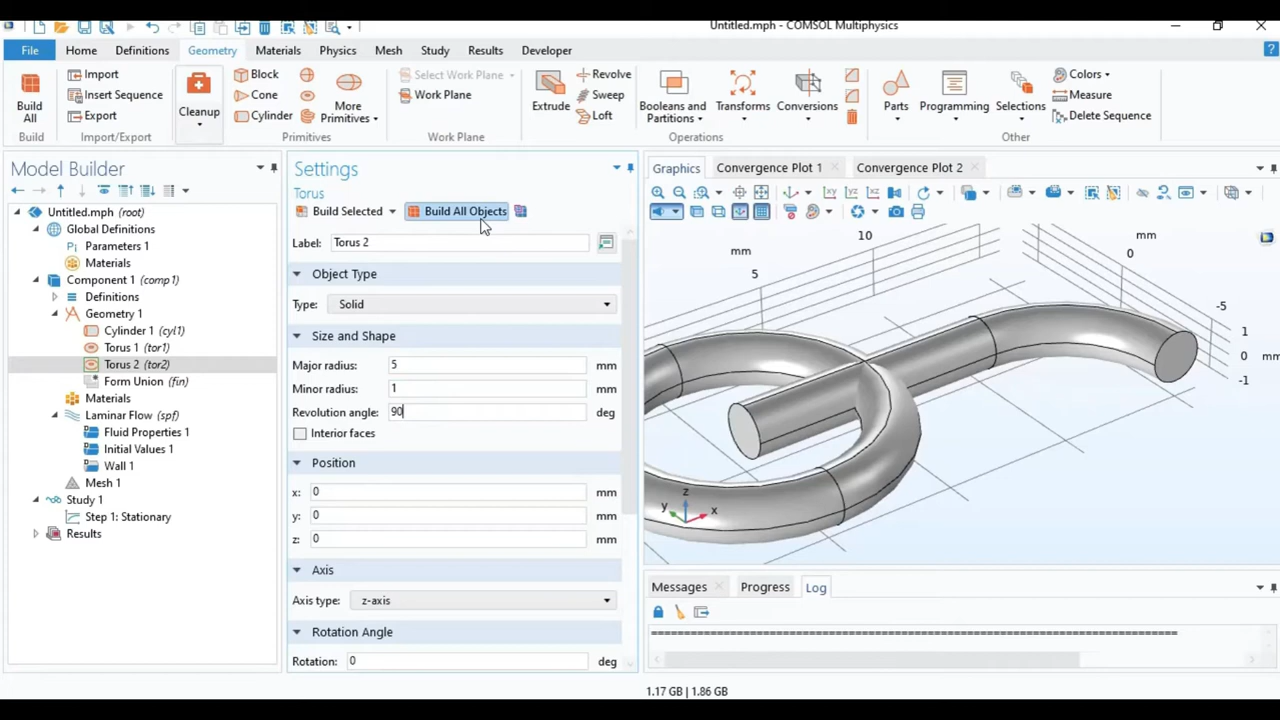 Untitled.mph - COMSOL Multiphysics
File Home Definitions Geometry Materials Physics Mesh Study Results Developer
Build All
Build
Import
Insert Sequence
Export
Import/Export
Cleanup
Block
Cone
Cylinder
More Primitives
Primitives
Select Work Plane
Work Plane
Work Plane
Extrude
Revolve
Sweep
Loft
Booleans and Partitions
Transforms
Conversions
Operations
Parts
Programming
Selections
Colors
Measure
Delete Sequence
Other
Model Builder
Untitled.mph (root)
Global Definitions
Parameters 1
Materials
Component 1 (comp1)
Definitions
Geometry 1
Cylinder 1 (cyl1)
Torus 1 (tor1)
Torus 2 (tor2)
Form Union (fin)
Materials
Laminar Flow (spf)
Fluid Properties 1
Initial Values 1
Wall 1
Mesh 1
Study 1
Step 1: Stationary
Results
Settings
Torus
Build Selected Build All Objects
Label: Torus 2
Object Type
Type: Solid
Size and Shape
Major radius: 5 mm
Minor radius: 1 mm
Revolution angle: 90 deg
Interior faces
Position
x: 0 mm
y: 0 mm
z: 0 mm
Axis
Axis type: z-axis
Rotation Angle
Rotation: 0 deg
Graphics Convergence Plot 1 Convergence Plot 2
xy yz xz
10
mm
mm
0
5
-5
1
0 mm
-1
z
y x
Messages Progress Log
================================================================================
1.17 GB | 1.86 GB